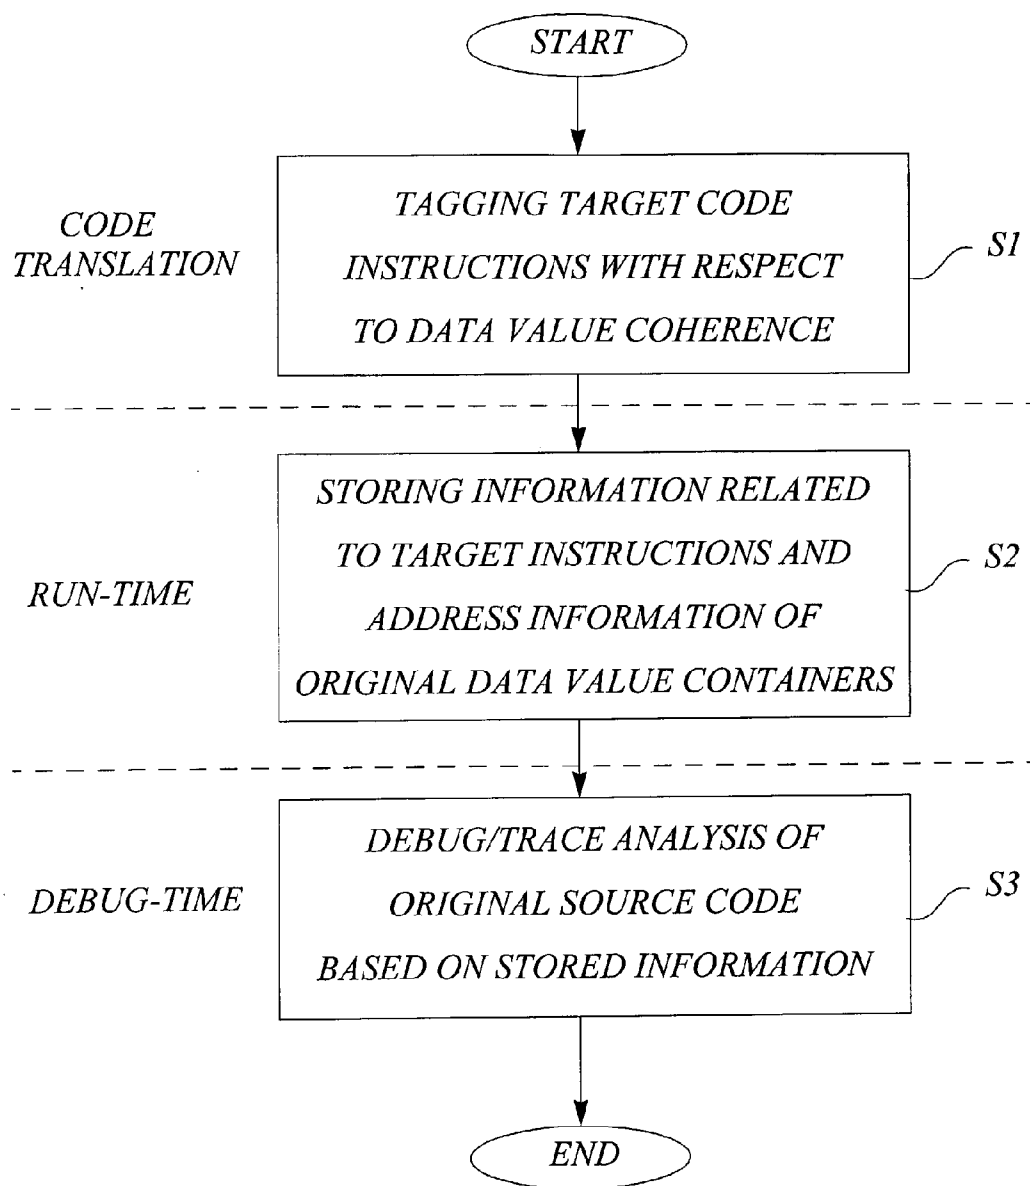 START
CODE
TRANSLATION
TAGGING TARGET CODE
INSTRUCTIONS WITH RESPECT
TO DATA VALUE COHERENCE
S1
RUN-TIME
STORING INFORMATION RELATED
TO TARGET INSTRUCTIONS AND
ADDRESS INFORMATION OF
ORIGINAL DATA VALUE CONTAINERS
S2
DEBUG-TIME
DEBUG/TRACE ANALYSIS OF
ORIGINAL SOURCE CODE
BASED ON STORED INFORMATION
S3
END